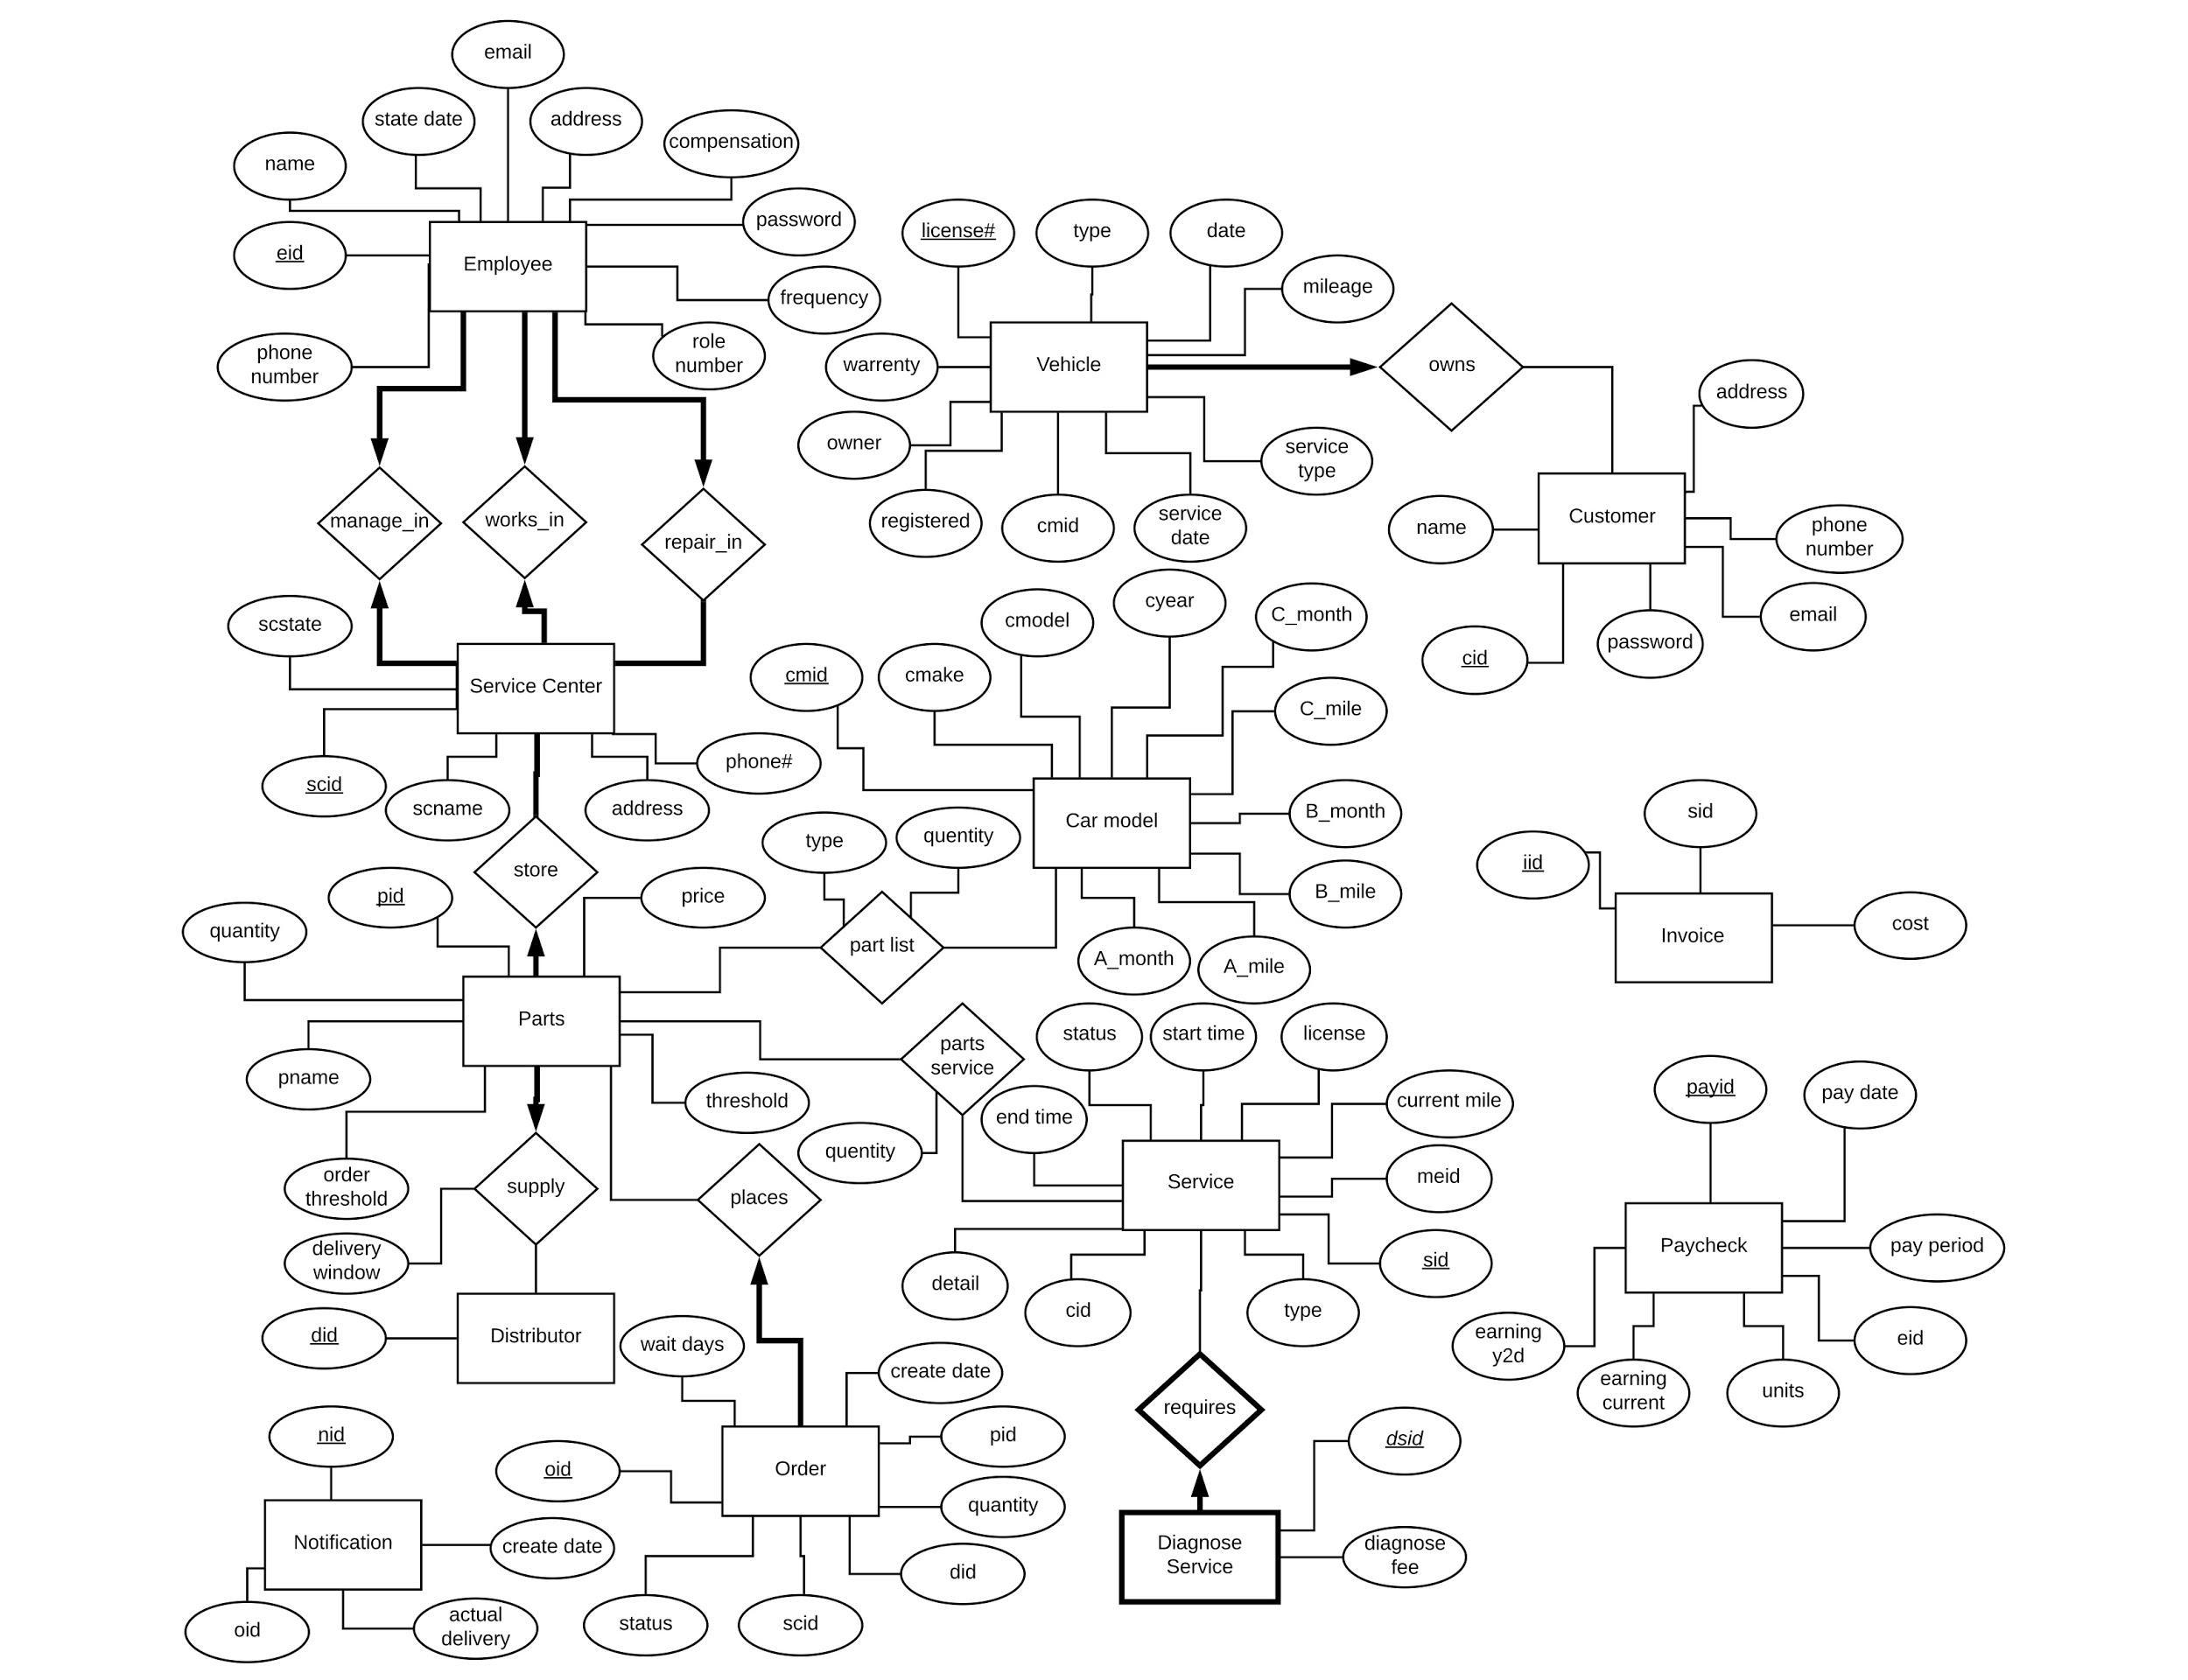 email
state date
address
compensation
name
password
eid
Employee
frequency
role
number
phone
number
license#
type
date
mileage
warrenty
Vehicle
owns
owner
service
type
registered
cmid
service
date
address
name
Customer
phone
number
email
password
cid
manage_in
works_in
repair_in
scstate
Service Center
scid
scname
address
phone#
cmid
cmake
cmodel
cyear
C_month
C_mile
Car model
B_month
B_mile
A_month
A_mile
type
quentity
part list
store
pid
price
quantity
Parts
pname
threshold
order
threshold
supply
delivery
window
places
did
Distributor
parts
service
quentity
status
start time
license
end time
current mile
meid
Service
sid
detail
cid
type
requires
dsid
Diagnose
Service
diagnose
fee
sid
iid
Invoice
cost
payid
pay date
Paycheck
pay period
earning
y2d
earning
current
units
eid
wait days
create date
pid
oid
Order
quantity
did
status
scid
nid
Notification
create date
oid
actual
delivery